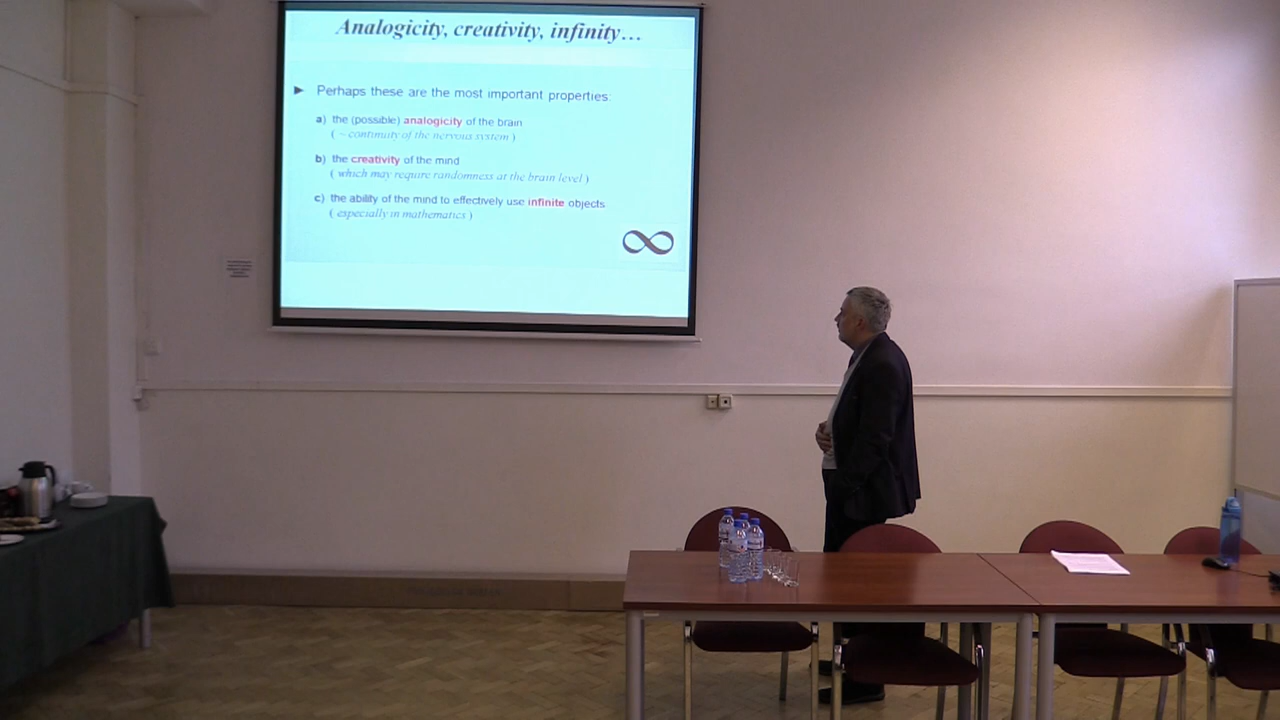 Analogicity, creativity, infinity…
► Perhaps these are the most important properties:
a) the (possible) analogicity of the brain
( ~ continuity of the nervous system )
b) the creativity of the mind
( which may require randomness at the brain level )
c) the ability of the mind to effectively use infinite objects
( especially in mathematics )
∞